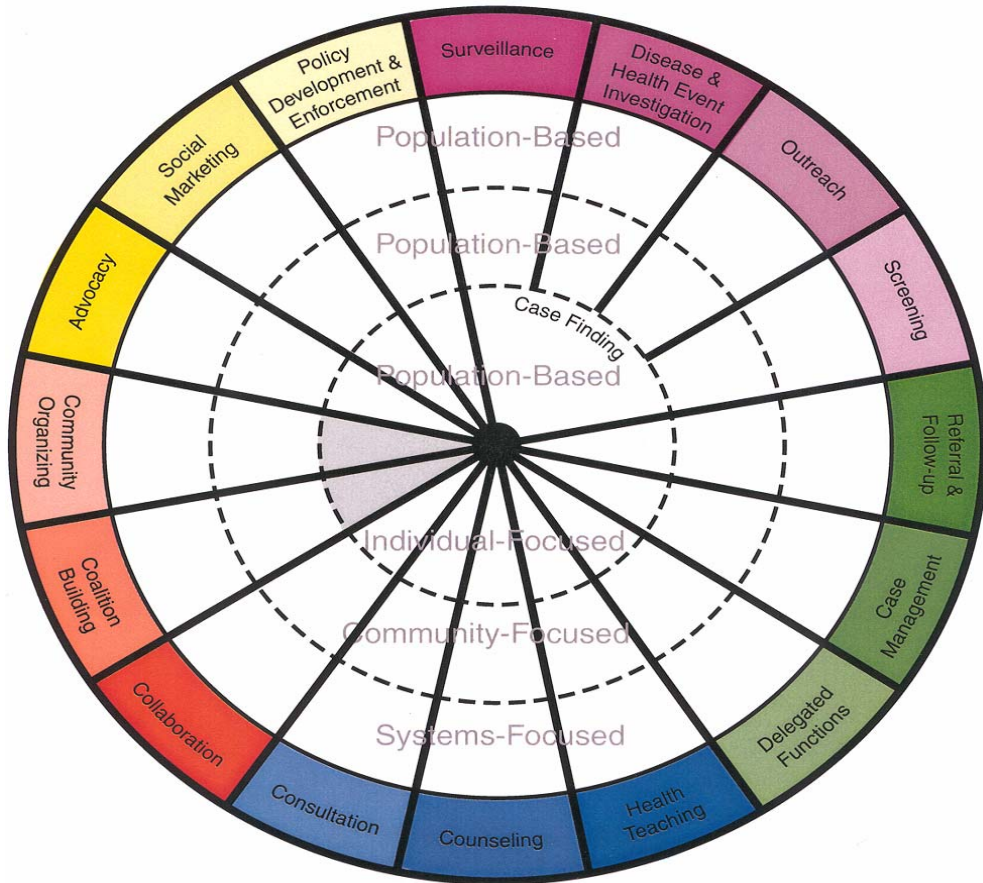 Surveillance
Disease &
Health Event
Investigation
Outreach
Screening
Referral &
Follow-up
Case
Management
Delegated
Functions
Health
Teaching
Counseling
Consultation
Collaboration
Coalition
Building
Community
Organizing
Advocacy
Social
Marketing
Policy
Development &
Enforcement
Population-Based
Population-Based
Case Finding
Population-Based
Individual-Focused
Community-Focused
Systems-Focused